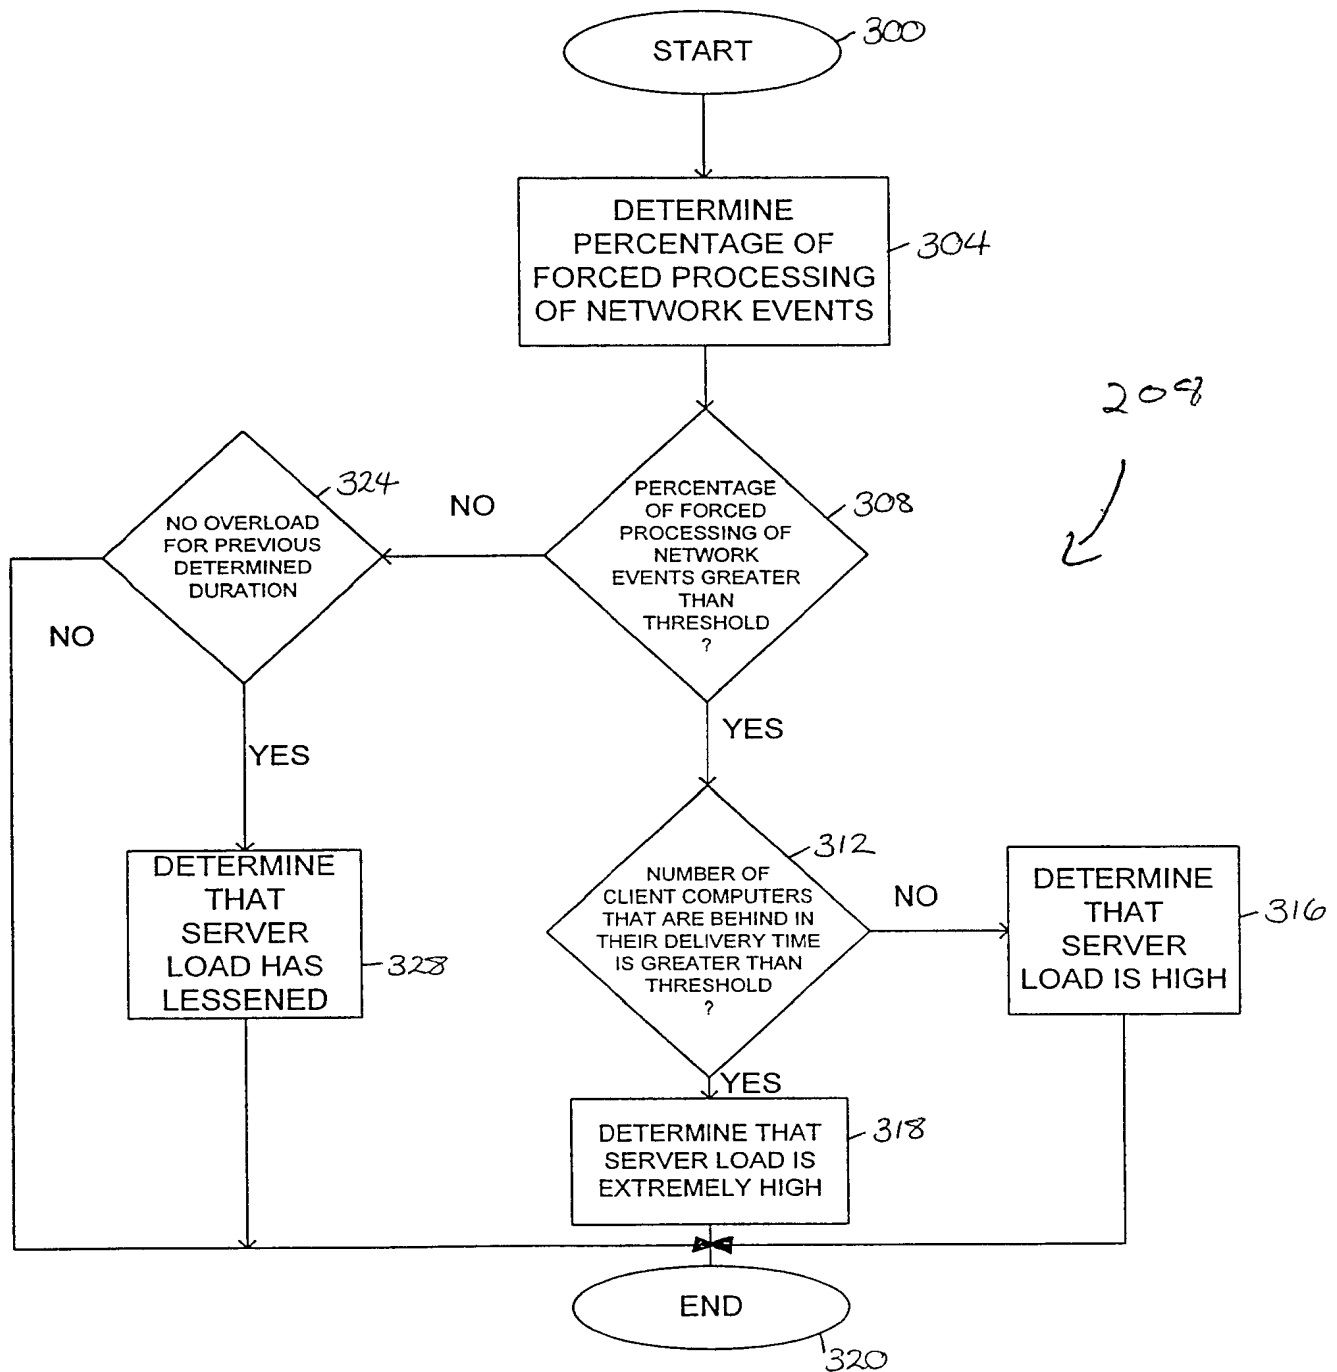 START
300
DETERMINE
PERCENTAGE OF
FORCED PROCESSING
OF NETWORK EVENTS
304
208
PERCENTAGE
OF FORCED
PROCESSING OF
NETWORK
EVENTS GREATER
THAN
THRESHOLD
?
308
NO
NO OVERLOAD
FOR PREVIOUS
DETERMINED
DURATION
324
NO
YES
YES
DETERMINE
THAT
SERVER
LOAD HAS
LESSENED
328
NUMBER OF
CLIENT COMPUTERS
THAT ARE BEHIND IN
THEIR DELIVERY TIME
IS GREATER THAN
THRESHOLD
?
312
NO
DETERMINE
THAT
SERVER
LOAD IS HIGH
316
YES
DETERMINE THAT
SERVER LOAD IS
EXTREMELY HIGH
318
END
320